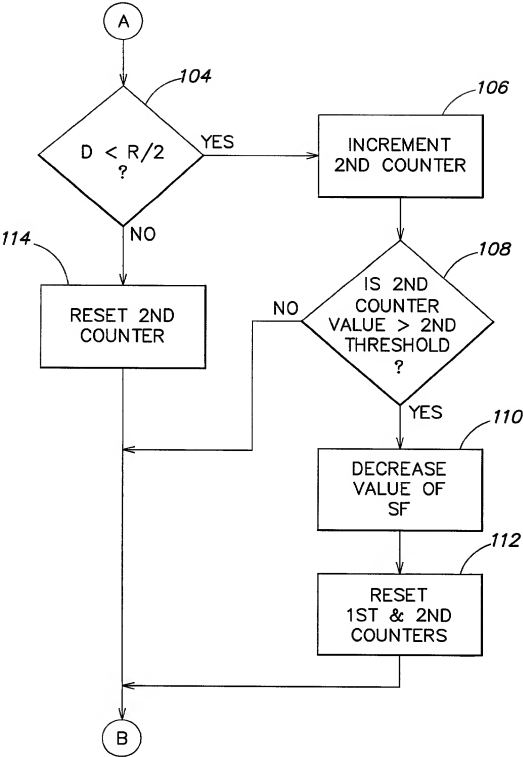 A
104
D < R/2
?
YES
NO
106
INCREMENT
2ND COUNTER
114
RESET 2ND
COUNTER
108
IS 2ND
COUNTER
VALUE > 2ND
THRESHOLD
?
NO
YES
110
DECREASE
VALUE OF
SF
112
RESET
1ST & 2ND
COUNTERS
B